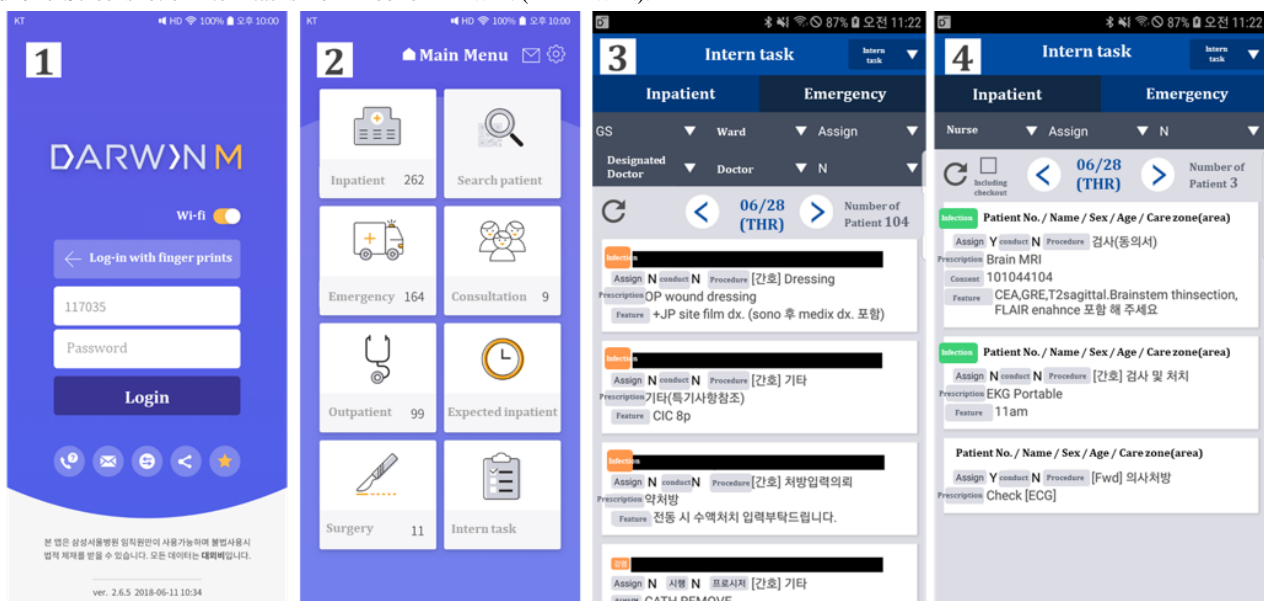 KT HD 100% 오후 10:00
1
DARWIN M
Wi-fi
Log-in with finger prints
117035
Password
Login
본 앱은 삼성서울병원 임직원만이 사용가능하며 불법사용시
법적 제재를 받을 수 있습니다. 모든 데이터는 대외비입니다.
ver. 2.6.5 2018-06-11 10:34
KT HD 100% 오후 10:00
2
Main Menu
Inpatient 262
Search patient
Emergency 164
Consultation 9
Outpatient 99
Expected inpatient
Surgery 11
Intern task
87% 오전 11:22
3 Intern task Intern task
Inpatient Emergency
GS Ward Assign
Designated Doctor Doctor N
06/28 (THR) Number of Patient 104
Infection
Assign N conduct N Procedure [간호] Dressing
Prescription OP wound dressing
Feature +JP site film dx. (sono 후 medix dx. 포함)
Infection
Assign N conduct N Procedure [간호] 기타
Prescription 기타(특기사항참조)
Feature CIC 8p
Infection
Assign N conduct N Procedure [간호] 처방입력의뢰
Prescription 약처방
Feature 전동 시 수액처치 입력부탁드립니다.
감염
Assign N 시행 N 프로시저 [간호] 기타
CATH REMOVE
87% 오전 11:22
4 Intern task Intern task
Inpatient Emergency
Nurse Assign N
Including checkout 06/28 (THR) Number of Patient 3
Infection Patient No. / Name / Sex / Age / Care zone(area)
Assign Y conduct N Procedure 검사(동의서)
Prescription Brain MRI
Consent 101044104
Feature CEA,GRE,T2sagittal.Brainstem thinsection,
FLAIR enahnce 포함 해 주세요
Infection Patient No. / Name / Sex / Age / Care zone(area)
Assign N conduct N Procedure [간호] 검사 및 처치
Prescription EKG Portable
Feature 11am
Patient No. / Name / Sex / Age / Care zone(area)
Assign Y conduct N Procedure [Fwd] 의사처방
Prescription Check [ECG]